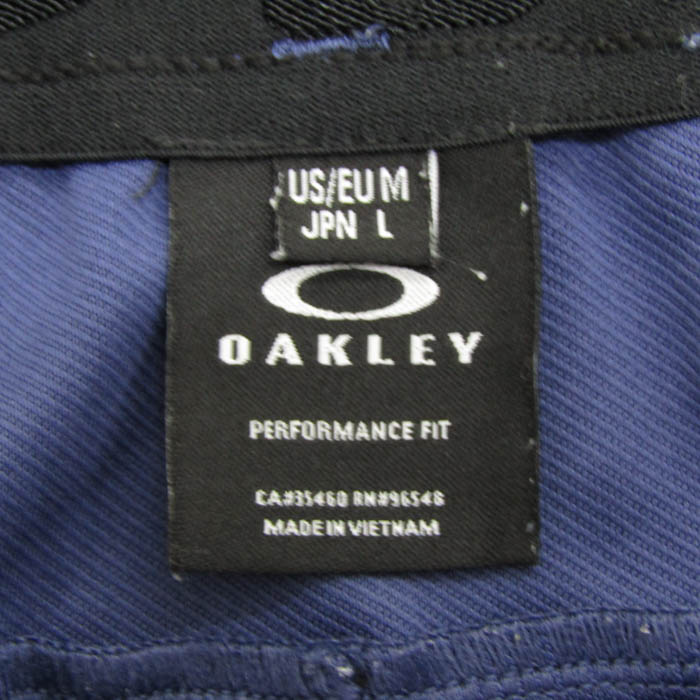 US/EU M
JPN L
OAKLEY
PERFORMANCE FIT
CA#35460 RN#96548
MADE IN VIETNAM